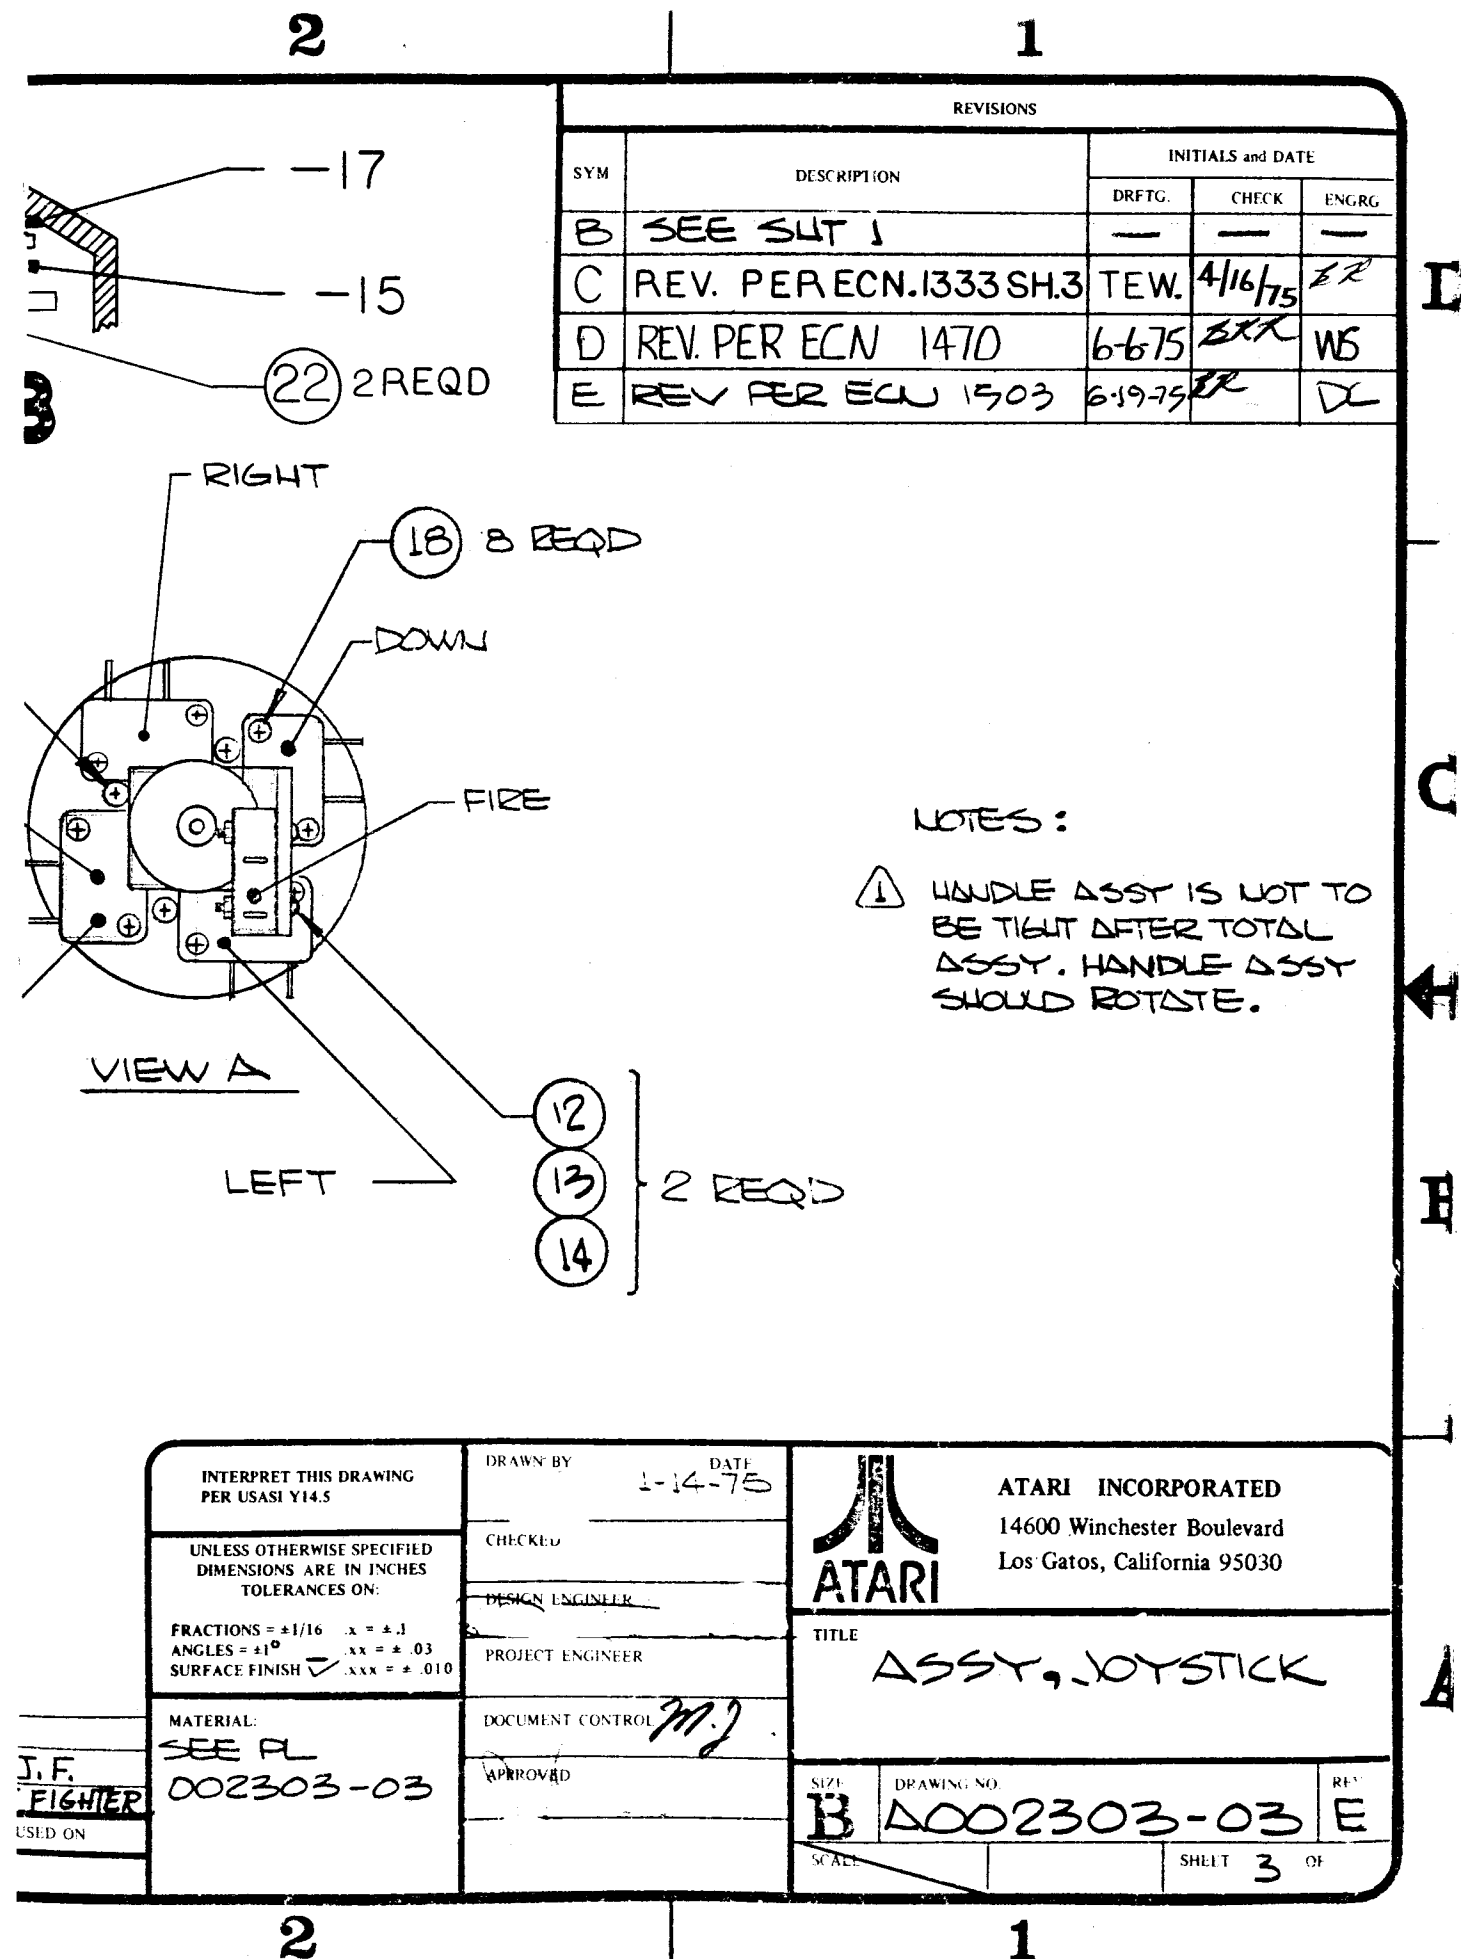 2 1
REVISIONS
SYM DESCRIPTION INITIALS and DATE
DRFTG. CHECK ENGRG
B SEE SHT 1 — — —
C REV. PER ECN.1333 SH.3 TEW. 4/16/75
D REV. PER ECN 1470 6-6-75 WS
E REV PER ECN 1503 6-19-75 DC
-17
-15
22 2 REQD
B
D
RIGHT
18 8 REQD
DOWN
FIRE
C
NOTES:
1 HANDLE ASSY IS NOT TO
BE TIGHT AFTER TOTAL
ASSY. HANDLE ASSY
SHOULD ROTATE.
VIEW A
12
13
14
2 REQD
LEFT
B
INTERPRET THIS DRAWING
PER USASI Y14.5
UNLESS OTHERWISE SPECIFIED
DIMENSIONS ARE IN INCHES
TOLERANCES ON:
FRACTIONS = ±1/16 .x = ±.1
ANGLES = ±1° .xx = ± .03
SURFACE FINISH .xxx = ± .010
MATERIAL:
SEE PL
002303-03
J.F.
FIGHTER
USED ON
DRAWN BY DATE
1-14-75
CHECKED
DESIGN ENGINEER
PROJECT ENGINEER
DOCUMENT CONTROL M.J
APPROVED
ATARI
ATARI INCORPORATED
14600 Winchester Boulevard
Los Gatos, California 95030
TITLE
ASSY, JOYSTICK
A
SIZE DRAWING NO. REV
B A002303-03 E
SCALE SHEET 3 OF
2 1